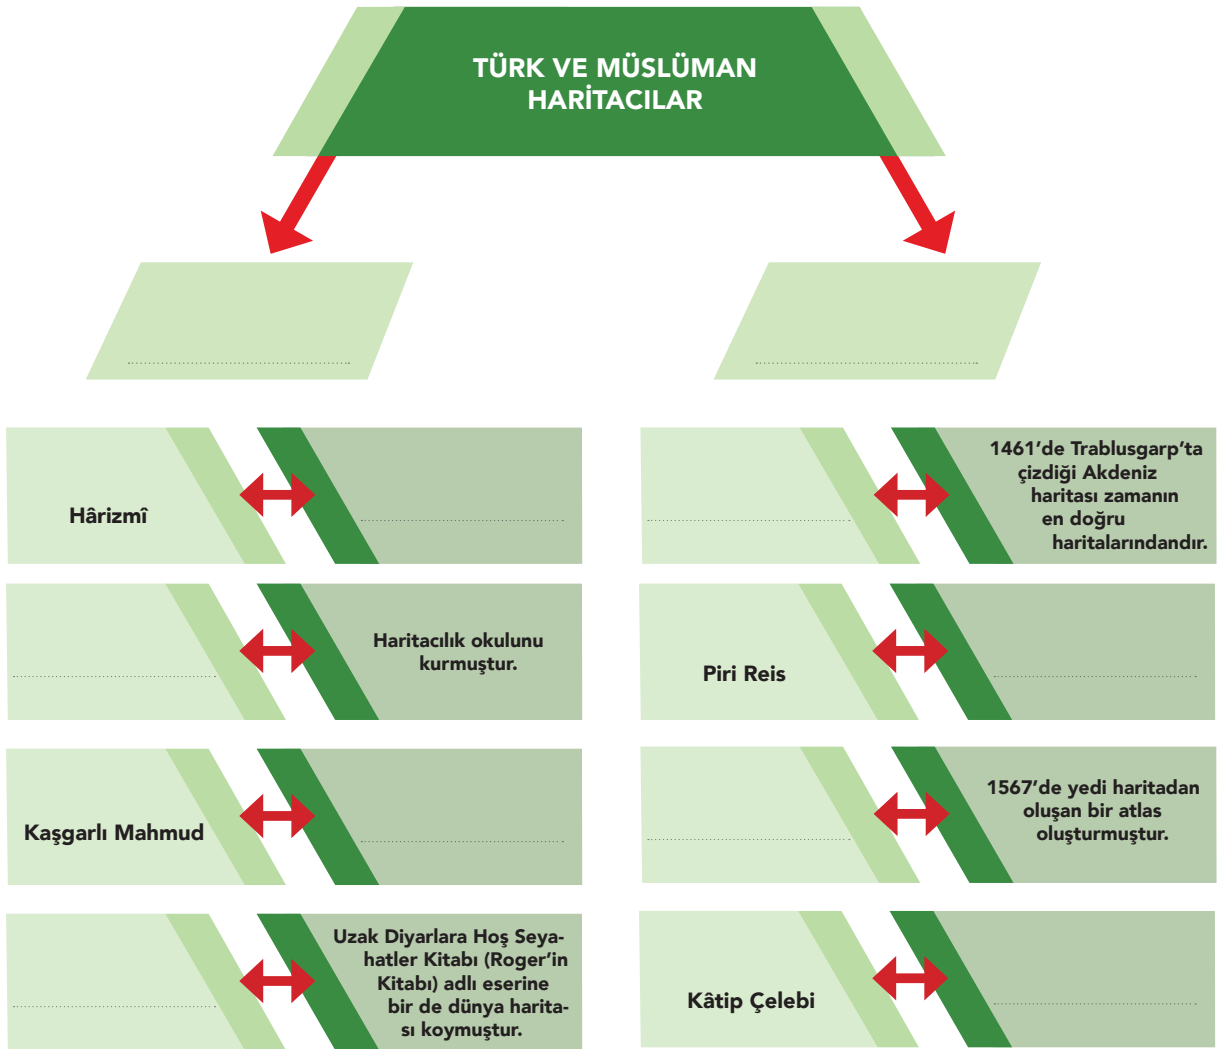 TÜRK VE MÜSLÜMAN
HARİTACILAR
Hârizmî
Haritacılık okulunu
kurmuştur.
Kaşgarlı Mahmud
Uzak Diyarlara Hoş Seya-
hatler Kitabı (Roger’in
Kitabı) adlı eserine
bir de dünya harita-
sı koymuştur.
1461’de Trablusgarp’ta
çizdiği Akdeniz
haritası zamanın
en doğru
haritalarındandır.
Piri Reis
1567’de yedi haritadan
oluşan bir atlas
oluşturmuştur.
Kâtip Çelebi